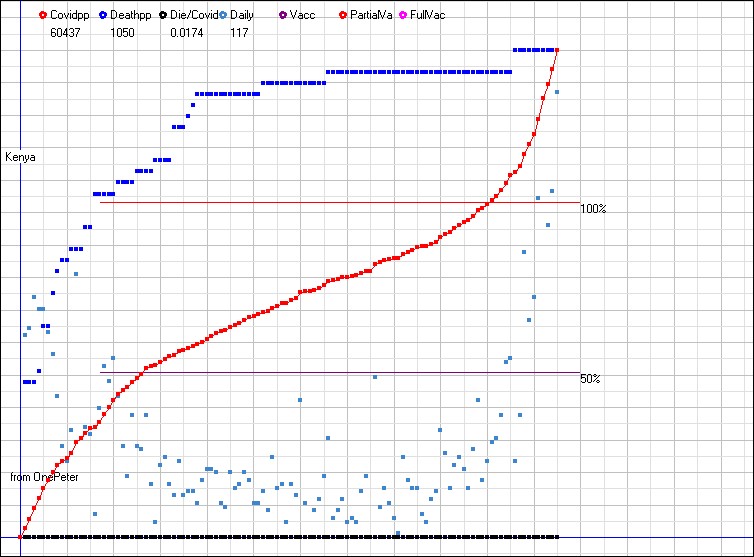 Covidpp Deathpp Die/Covid Daily Vacc PartialVa FullVac
60437 1050 0.0174 117
Kenya
100%
50%
from OnePeter